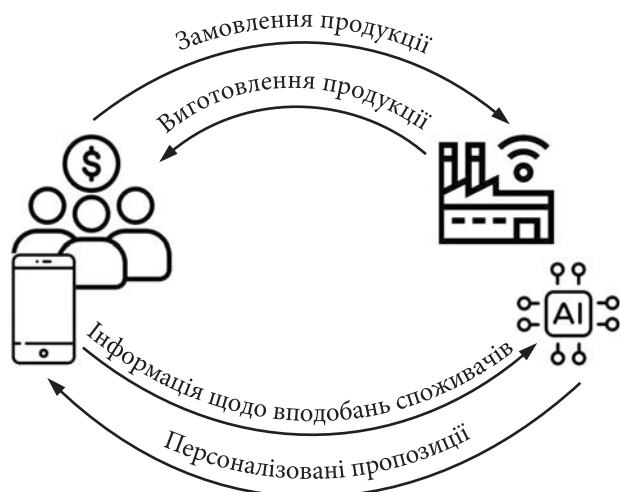 Замовлення продукції
Виготовлення продукції
$
AI
Інформація щодо вподобань споживачів
Персоналізовані пропозиції